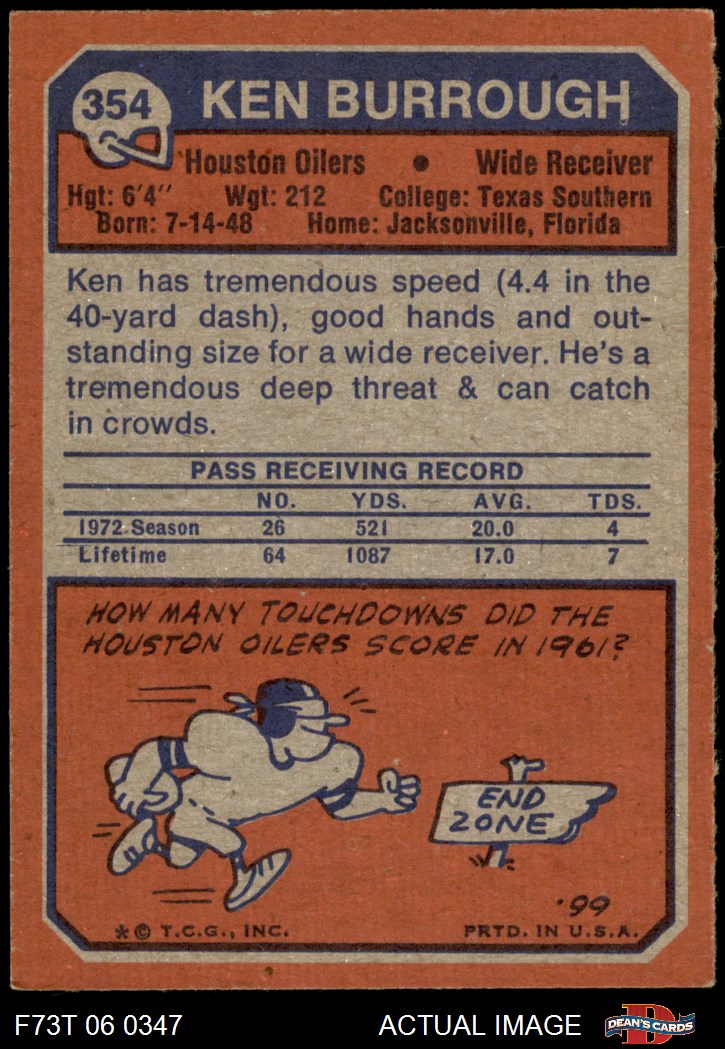 354
KEN BURROUGH
Houston Oilers • Wide Receiver
Hgt: 6'4" Wgt: 212 College: Texas Southern
Born: 7-14-48 Home: Jacksonville, Florida
Ken has tremendous speed (4.4 in the
40-yard dash), good hands and out-
standing size for a wide receiver. He's a
tremendous deep threat & can catch
in crowds.
PASS RECEIVING RECORD
NO. YDS. AVG. TDS.
1972 Season 26 521 20.0 4
Lifetime 64 1087 17.0 7
HOW MANY TOUCHDOWNS DID THE
HOUSTON OILERS SCORE IN 1961?
END
ZONE
'99
* © T.C.G., INC. PRTD. IN U.S.A.
F73T 06 0347 ACTUAL IMAGE
D
DEAN'S CARDS